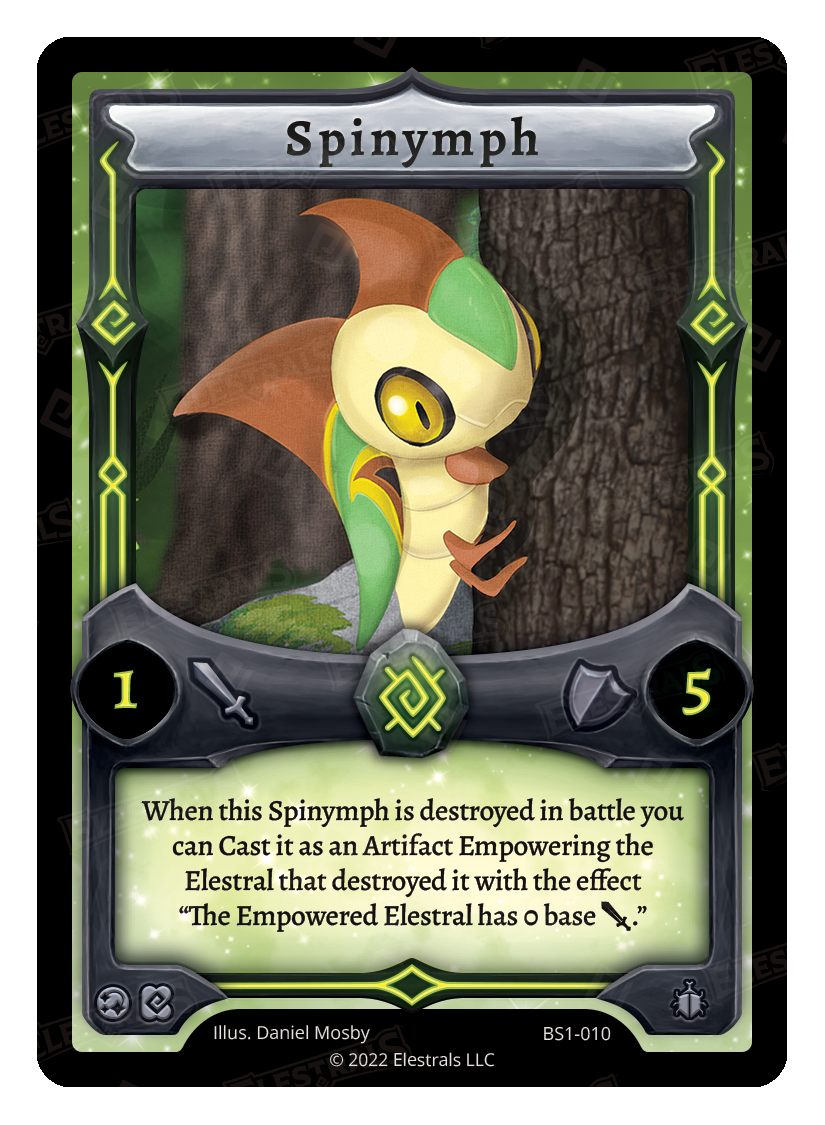 Spinymph
1
5
When this Spinymph is destroyed in battle you
can Cast it as an Artifact Empowering the
Elestral that destroyed it with the effect
“The Empowered Elestral has 0 base .”
Illus. Daniel Mosby
BS1-010
© 2022 Elestrals LLC